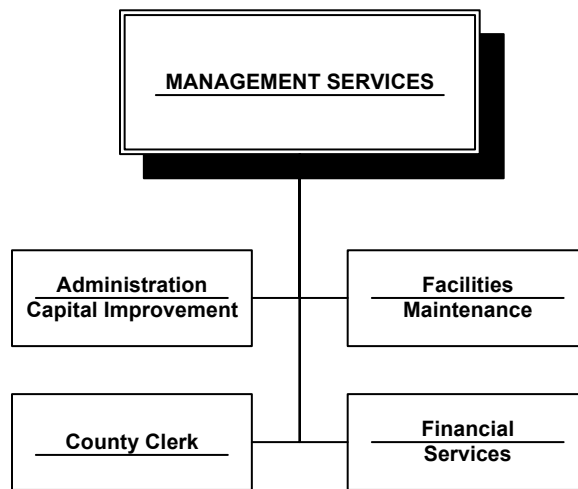 MANAGEMENT SERVICES
Administration
Capital Improvement
Facilities
Maintenance
County Clerk
Financial
Services